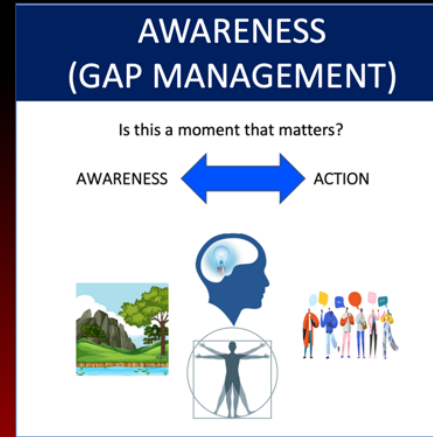 AWARENESS
(GAP MANAGEMENT)
Is this a moment that matters?
AWARENESS
ACTION